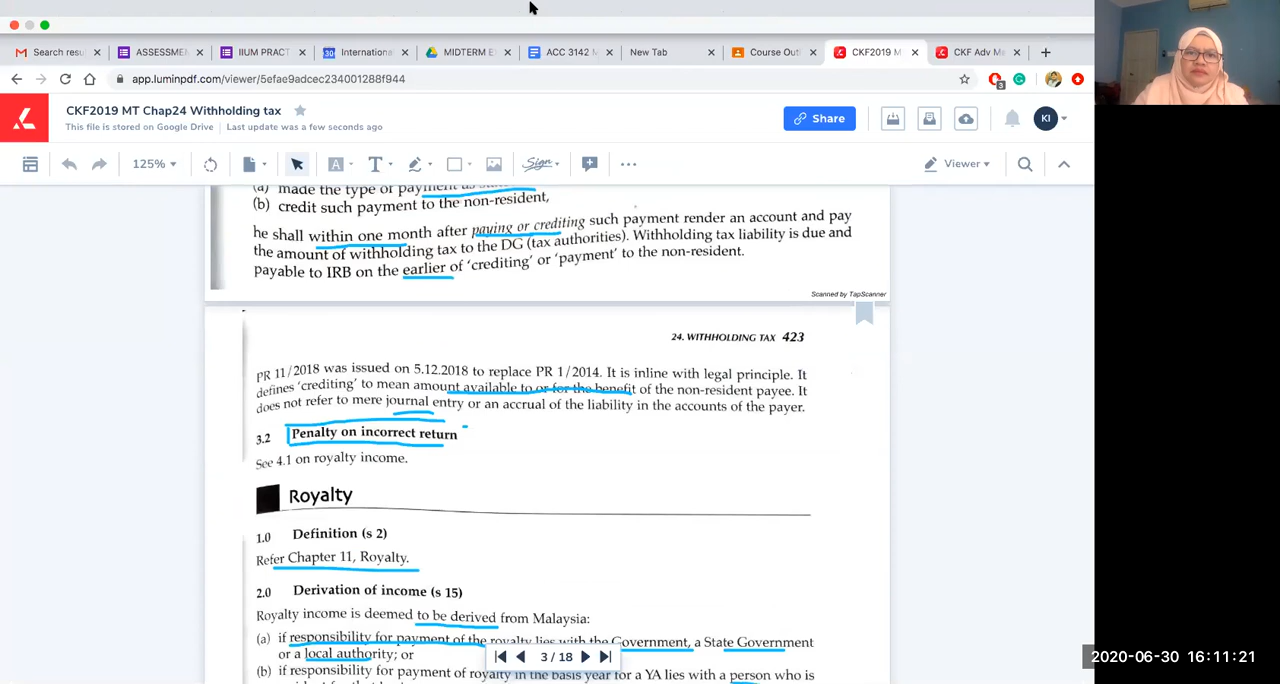 Search resu
ASSESSME
IIUM PRACT
30
Internationa
MIDTERM E
ACC 3142 M
New Tab
Course Out
CKF2019 M
CKF Adv Me
app.luminpdf.com/viewer/5efae9adcec234001288f944
3
CKF2019 MT Chap24 Withholding tax
This file is stored on Google Drive | Last update was a few seconds ago
Share
KI
125%
A
T
Sign
Viewer
(a) made the type of payment as
(b) credit such payment to the non-resident,
he shall within one month after paying or crediting such payment render an account and pay
the amount of withholding tax to the DG (tax authorities). Withholding tax liability is due and
payable to IRB on the earlier of 'crediting' or 'payment' to the non-resident.
Scanned by TapScanner
24. WITHHOLDING TAX 423
PR 11/2018 was issued on 5.12.2018 to replace PR 1/2014. It is inline with legal principle. It
defines 'crediting' to mean amount available to or for the benefit of the non-resident payee. It
does not refer to mere journal entry or an accrual of the liability in the accounts of the payer.
3.2 Penalty on incorrect return
See 4.1 on royalty income.
Royalty
1.0 Definition (s 2)
Refer Chapter 11, Royalty.
2.0 Derivation of income (s 15)
Royalty income is deemed to be derived from Malaysia:
(a) if responsibility for payment of the royalty lies with the Government, a State Government
or a local authority; or
3 / 18
(b) if responsibility for payment of royalty in the basis year for a YA lies with a person who is
2020-06-30 16:11:21